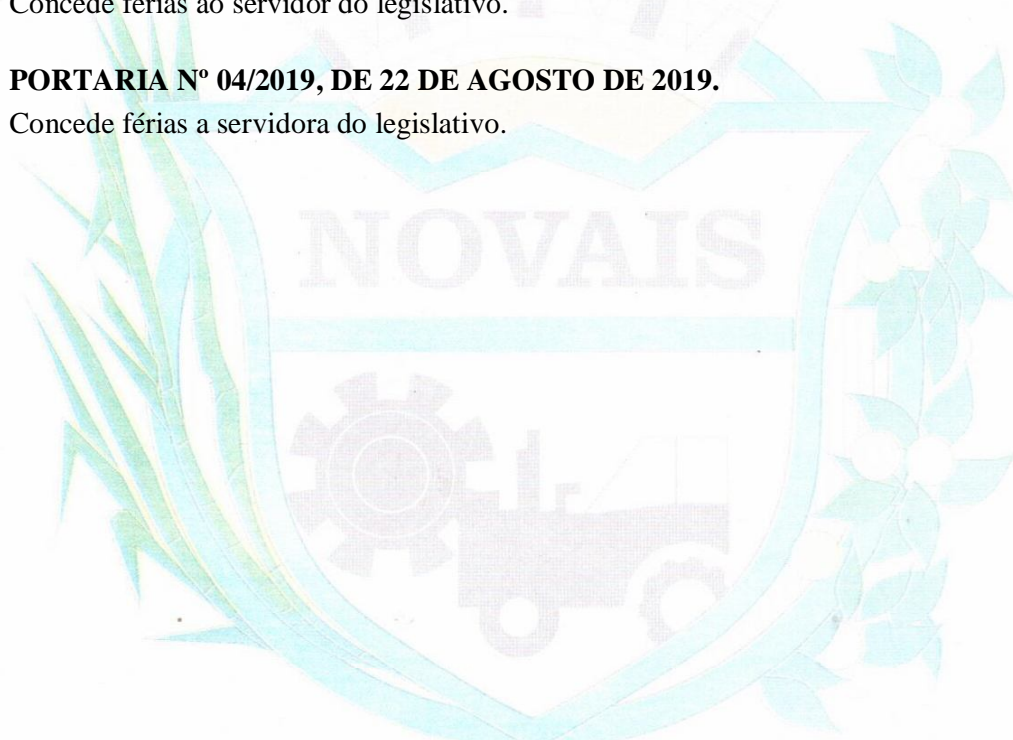 Concede férias ao servidor do legislativo.
PORTARIA Nº 04/2019, DE 22 DE AGOSTO DE 2019.
Concede férias a servidora do legislativo.
NOVAIS